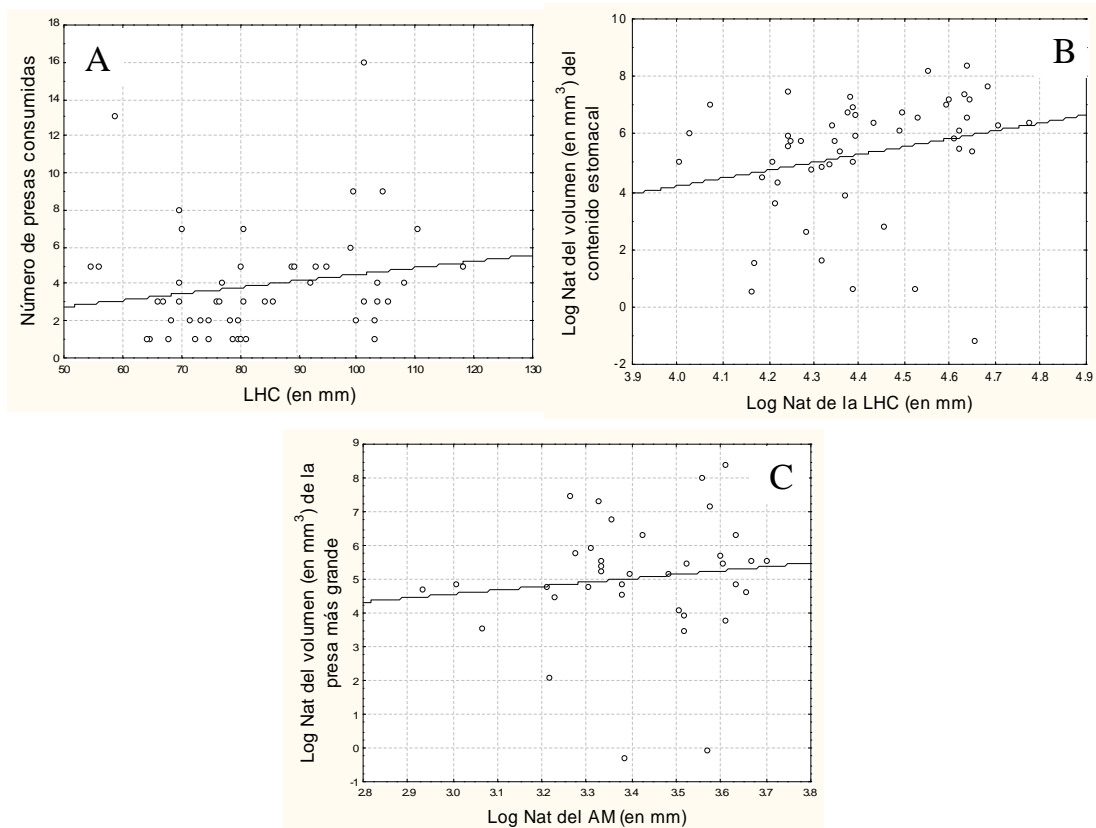 A
Número de presas consumidas
18
16
14
12
10
8
6
4
2
0
50 60 70 80 90 100 110 120 130
LHC (en mm)
B
Log Nat del volumen (en mm³) del
contenido estomacal
10
8
6
4
2
0
-2
3.9 4.0 4.1 4.2 4.3 4.4 4.5 4.6 4.7 4.8 4.9
Log Nat de la LHC (en mm)
C
Log Nat del volumen (en mm³) de la
presa más grande
9
8
7
6
5
4
3
2
1
0
-1
2.8 2.9 3.0 3.1 3.2 3.3 3.4 3.5 3.6 3.7 3.8
Log Nat del AM (en mm)